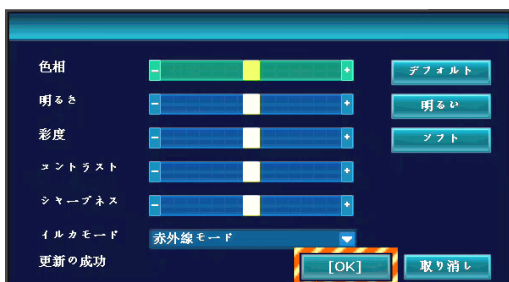 色相 - + デフォルト
明るさ - + 明るい
彩度 - + ソフト
コントラスト - +
シャープネス - +
イルカモード 赤外線モード
更新の成功 [OK] 取り消し